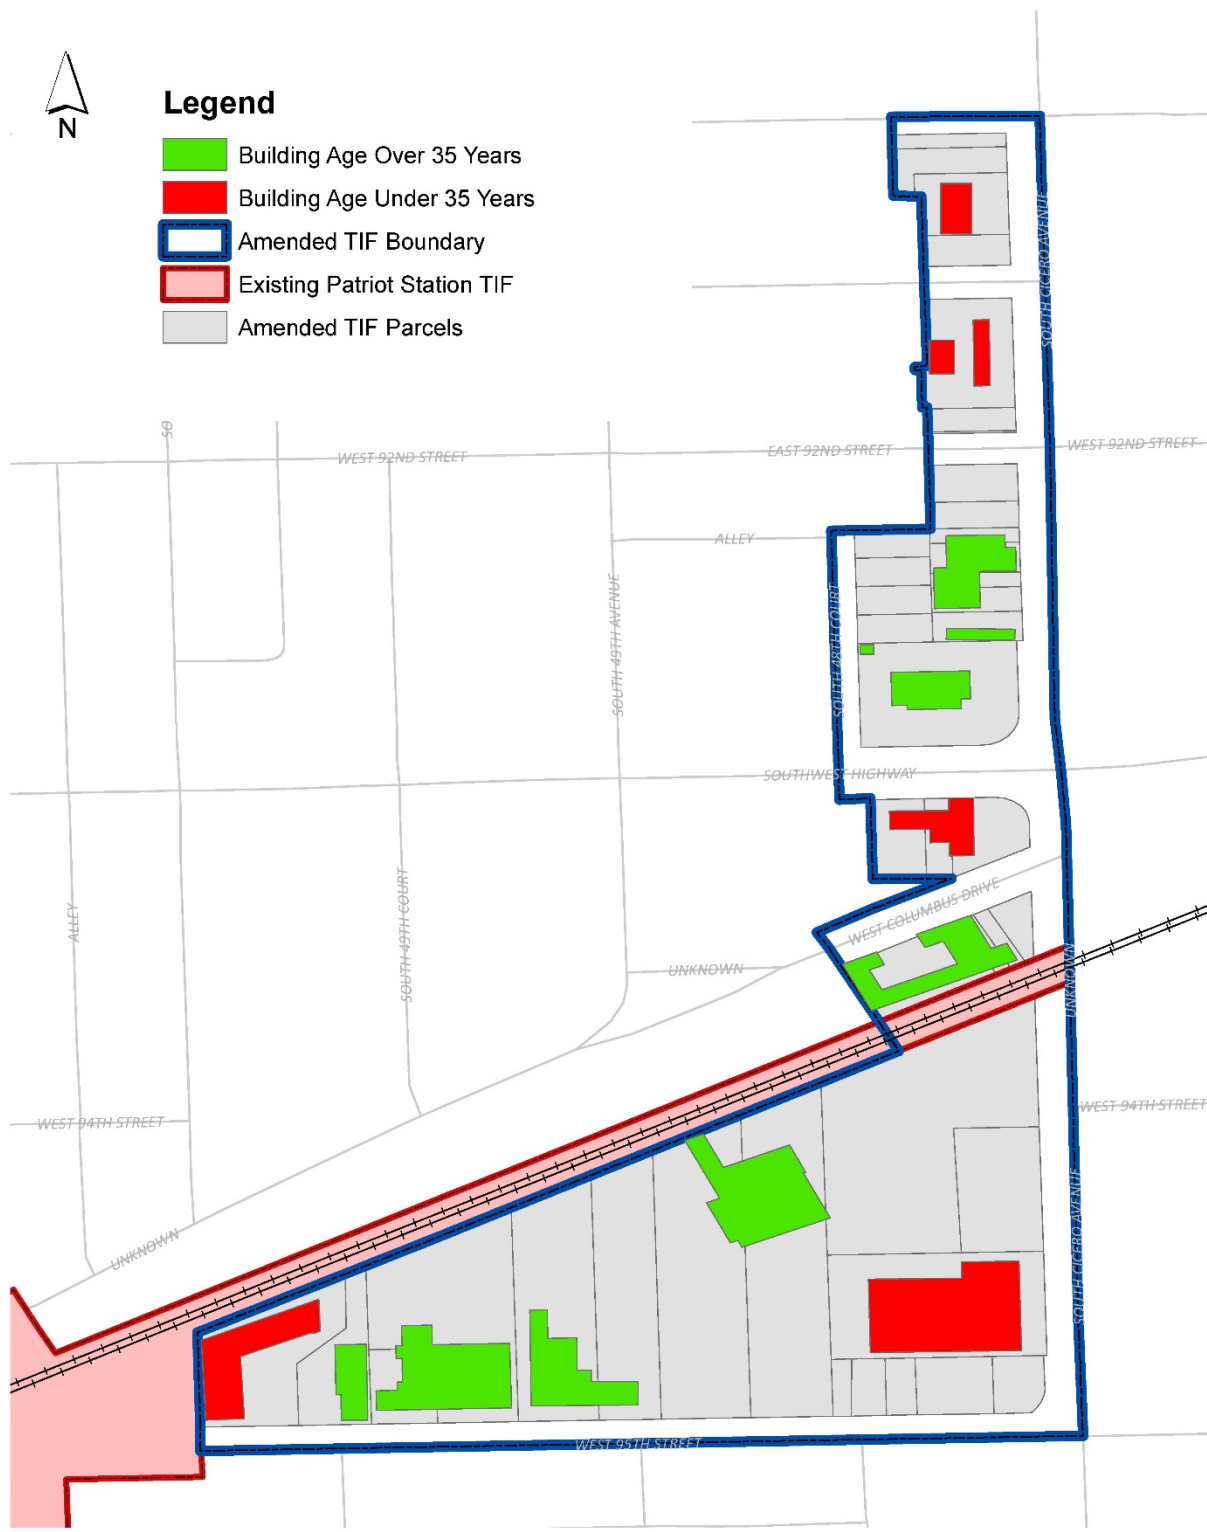 N
Legend
Building Age Over 35 Years
Building Age Under 35 Years
Amended TIF Boundary
Existing Patriot Station TIF
Amended TIF Parcels
SOUTH CICERO AVENUE
SO
WEST 92ND STREET
EAST 92ND STREET
WEST 92ND STREET
ALLEY
SOUTH 49TH AVENUE
SOUTH 48TH COURT
SOUTHWEST HIGHWAY
ALLEY
SOUTH 49TH COURT
WEST COLUMBUS DRIVE
UNKNOWN
UNKNOWN
WEST 94TH STREET
WEST 94TH STREET
UNKNOWN
SOUTH CICERO AVENUE
WEST 95TH STREET